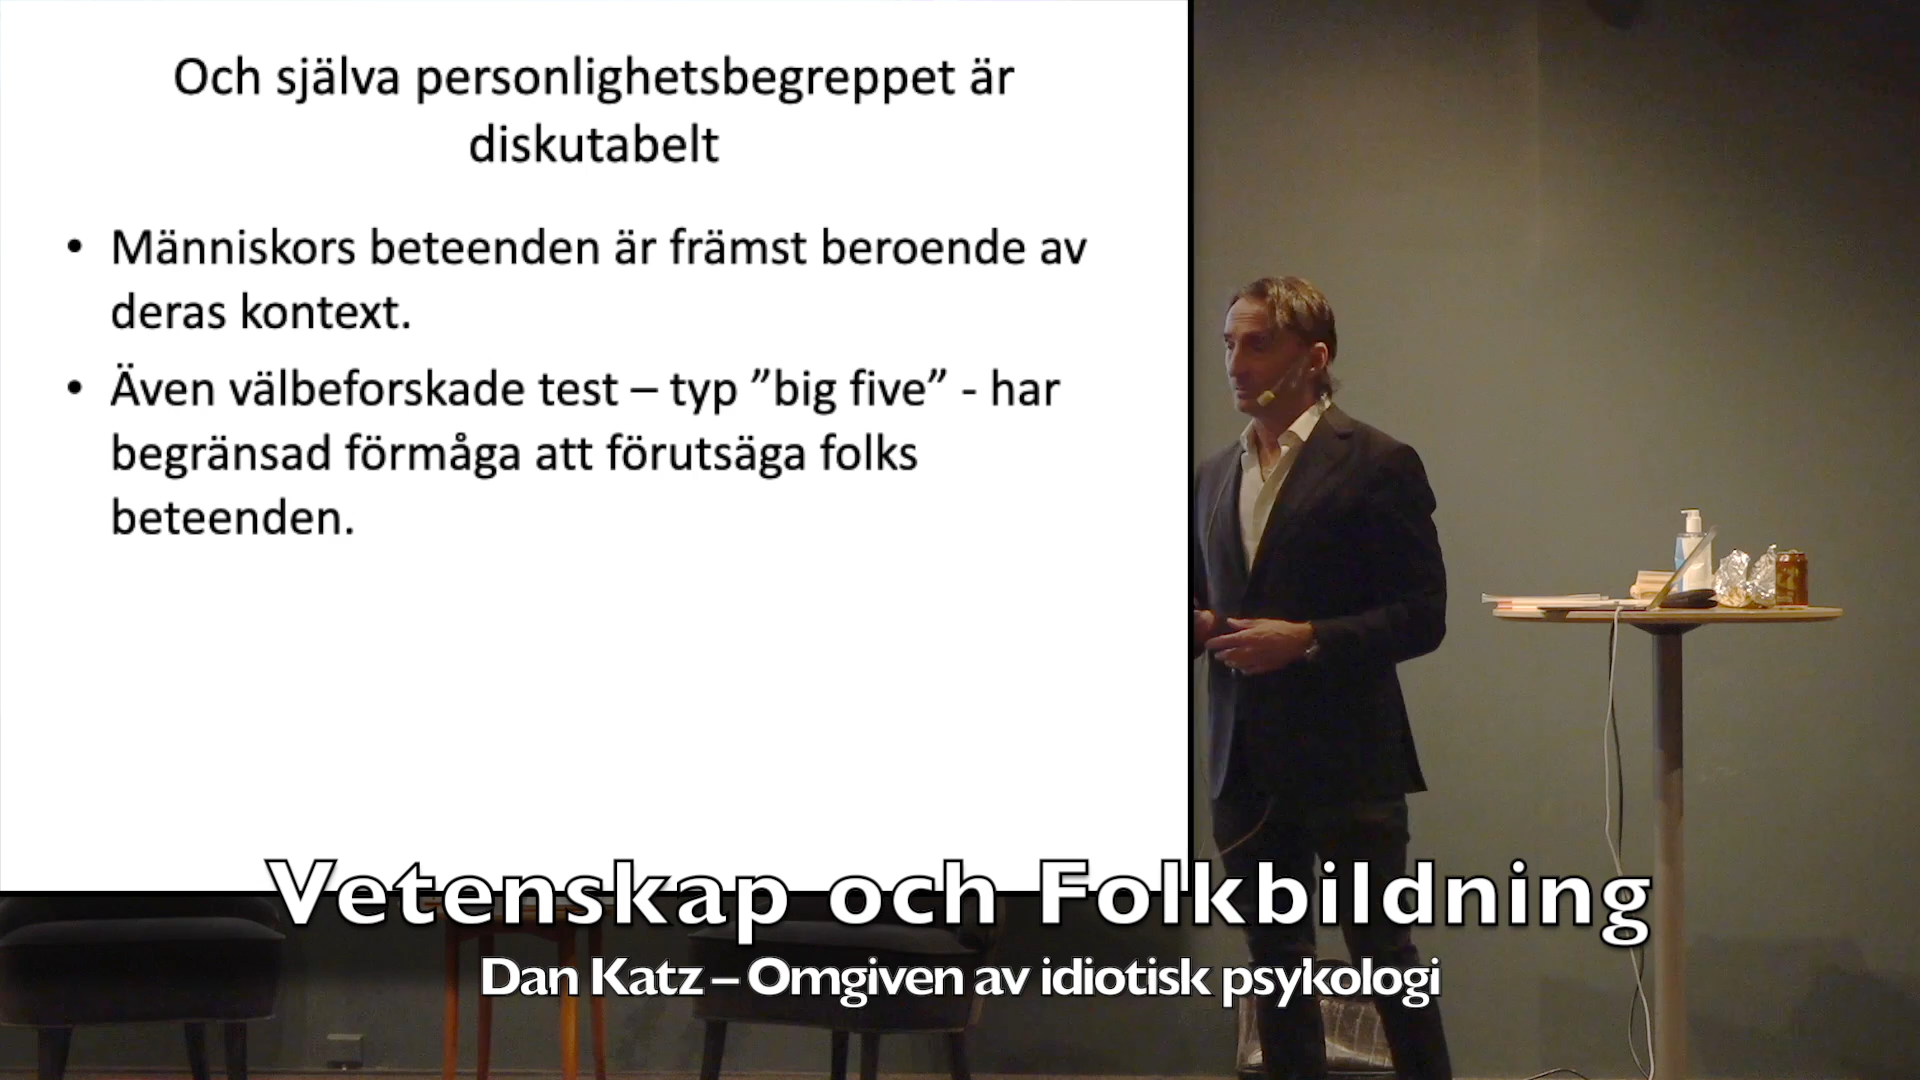 Och själva personlighetsbegreppet är
diskutabelt
• Människors beteenden är främst beroende av
deras kontext.
• Även välbeforskade test – typ ”big five” - har
begränsad förmåga att förutsäga folks
beteenden.
Vetenskap och Folkbildning
Dan Katz – Omgiven av idiotisk psykologi